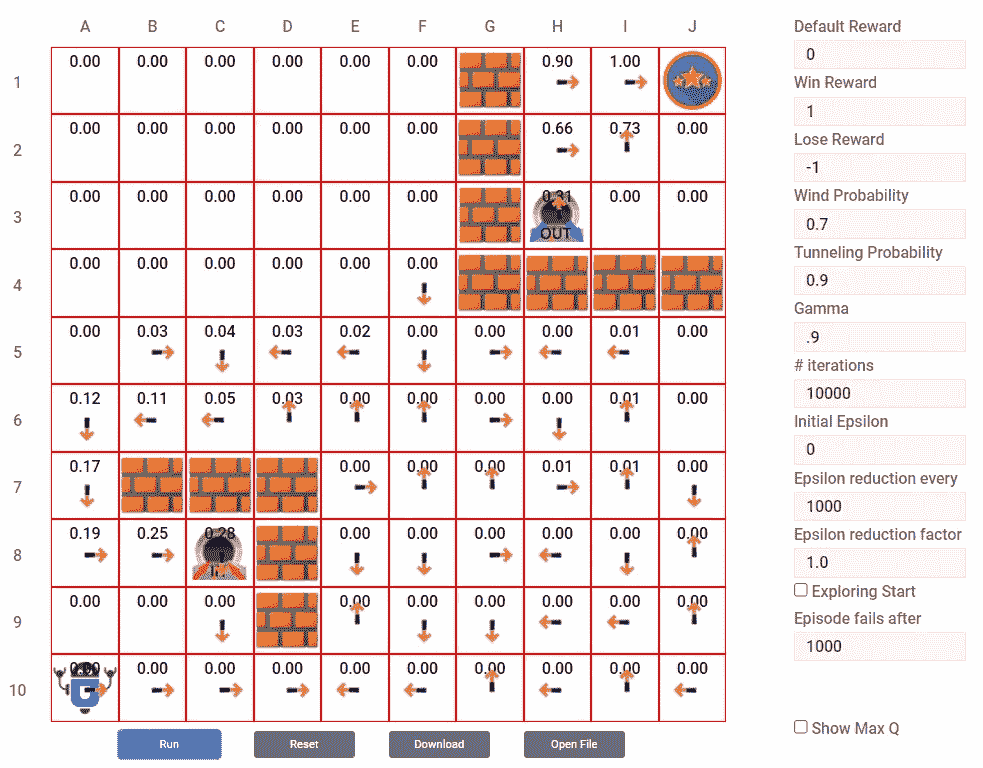 A B C D E F G H I J
1 0.00 0.00 0.00 0.00 0.00 0.00 0.90 1.00
2 0.00 0.00 0.00 0.00 0.00 0.00 0.66 0.73 0.00
3 0.00 0.00 0.00 0.00 0.00 0.00 0.00 0.00
OUT
4 0.00 0.00 0.00 0.00 0.00 0.00
5 0.00 0.03 0.04 0.03 0.02 0.00 0.00 0.00 0.01 0.00
6 0.12 0.11 0.05 0.03 0.00 0.00 0.00 0.00 0.01 0.00
7 0.17 0.00 0.00 0.00 0.01 0.01 0.00
8 0.19 0.25 0.28 0.00 0.00 0.00 0.00 0.00 0.00
9 0.00 0.00 0.00 0.00 0.00 0.00 0.00 0.00 0.00
10 0.00 0.00 0.00 0.00 0.00 0.00 0.00 0.00 0.00
Run Reset Download Open File
Default Reward
0
Win Reward
1
Lose Reward
-1
Wind Probability
0.7
Tunneling Probability
0.9
Gamma
.9
# iterations
10000
Initial Epsilon
0
Epsilon reduction every
1000
Epsilon reduction factor
1.0
Exploring Start
Episode fails after
1000
Show Max Q